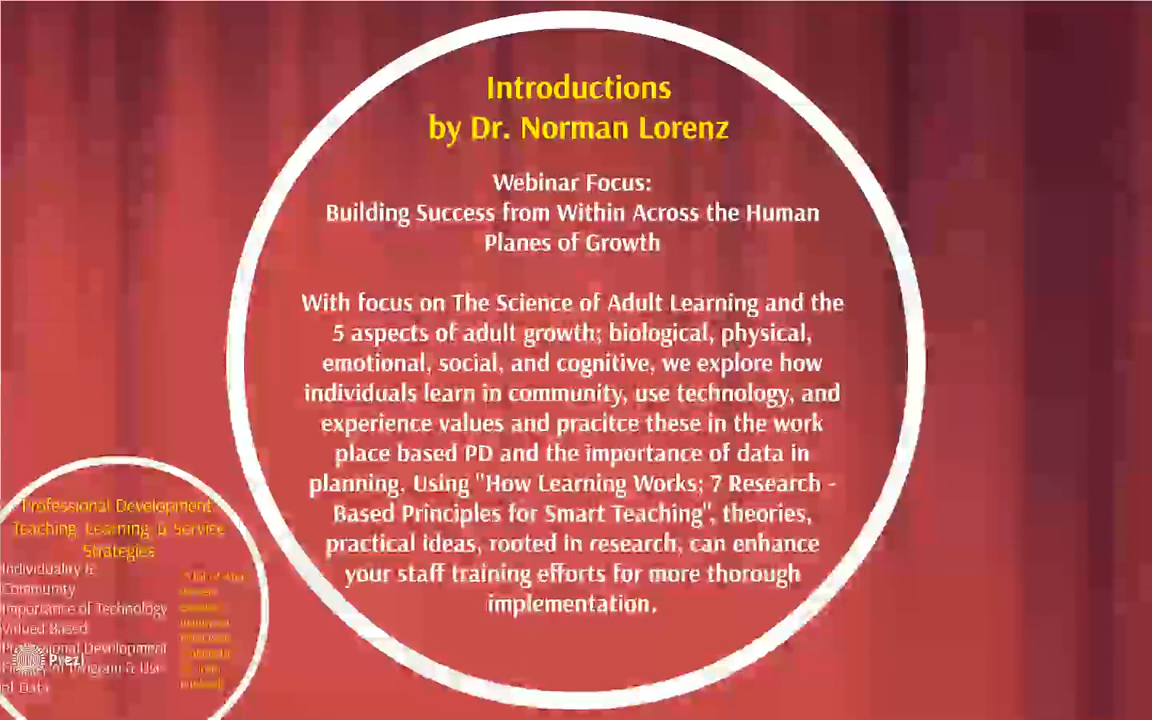 Introductions
by Dr. Norman Lorenz
Webinar Focus:
Building Success from Within Across the Human
Planes of Growth
With focus on The Science of Adult Learning and the
5 aspects of adult growth; biological, physical,
emotional, social, and cognitive, we explore how
individuals learn in community, use technology, and
experience values and pracitce these in the work
place based PD and the importance of data in
planning. Using "How Learning Works; 7 Research -
Based Principles for Smart Teaching", theories,
practical ideas, rooted in research, can enhance
your staff training efforts for more thorough
implementation.
Professional Development
Teaching, Learning, & Service
Strategies
Individuality &
Community
Importance of Technology
Valued Based
Professional Development
of Program & Use
of Data
Prezi